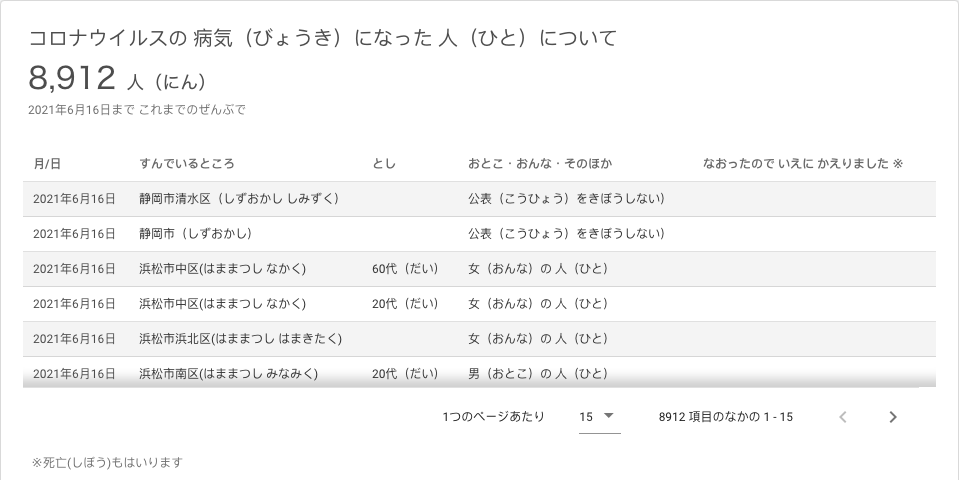 コロナウイルスの 病気（びょうき）になった 人（ひと）について
8,912 人（にん）
2021年6月16日まで これまでのぜんぶで
月/日 すんでいるところ とし おとこ・おんな・そのほか なおったので いえに かえりました ※
2021年6月16日 静岡市清水区（しずおかし しみずく） 公表（こうひょう）をきぼうしない）
2021年6月16日 静岡市（しずおかし） 公表（こうひょう）をきぼうしない）
2021年6月16日 浜松市中区(はままつし なかく) 60代（だい） 女（おんな）の 人（ひと）
2021年6月16日 浜松市中区(はままつし なかく) 20代（だい） 女（おんな）の 人（ひと）
2021年6月16日 浜松市浜北区(はままつし はまきたく) 女（おんな）の 人（ひと）
2021年6月16日 浜松市南区(はままつし みなみく) 20代（だい） 男（おとこ）の 人（ひと）
1つのページあたり 15 8912 項目のなかの 1 - 15
※死亡(しぼう)もはいります